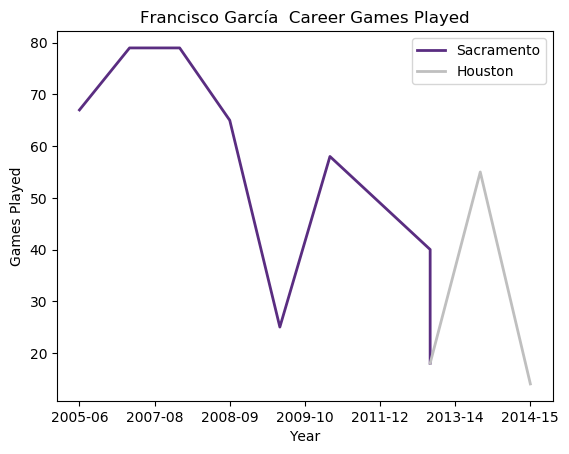 Francisco García  Career Games Played
Sacramento
Houston
Games Played
80
70
60
50
40
30
20
2005-06 2007-08 2008-09 2009-10 2011-12 2013-14 2014-15
Year